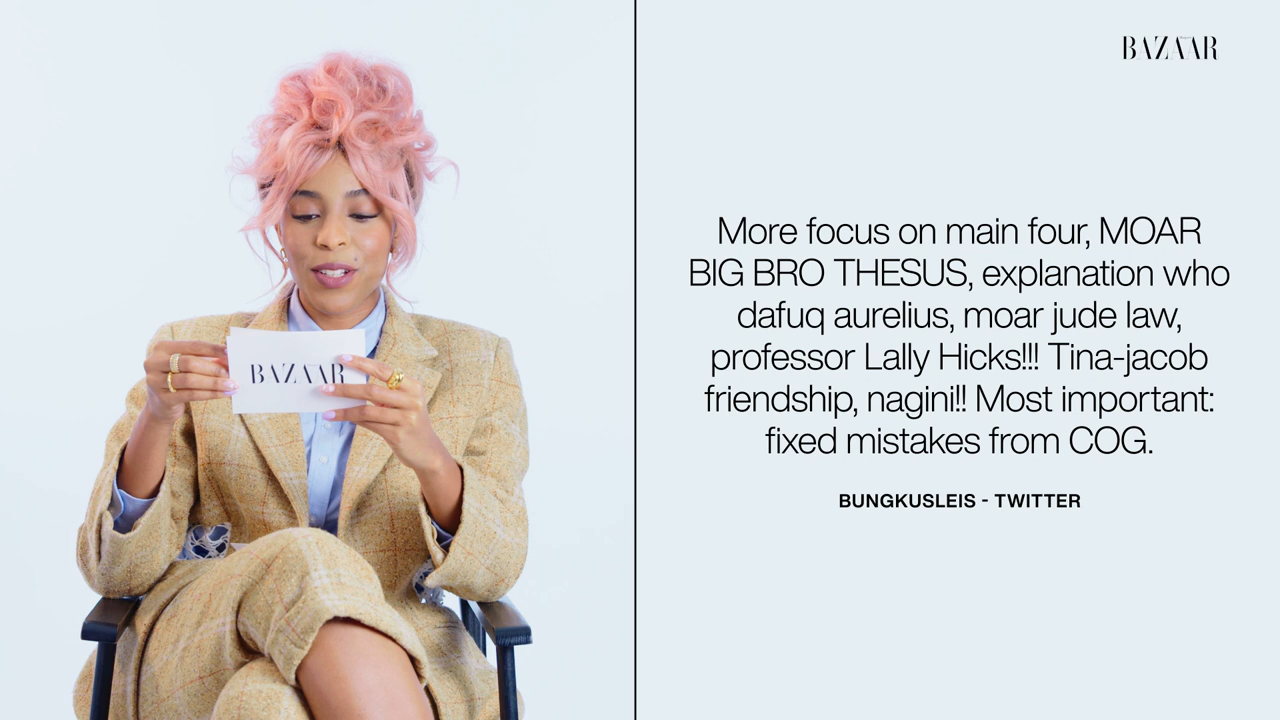 BAZAAR
BAZAAR
More focus on main four, MOAR
BIG BRO THESUS, explanation who
dafuq aurelius, moar jude law,
professor Lally Hicks!!! Tina-jacob
friendship, nagini!! Most important:
fixed mistakes from COG.
BUNGKUSLEIS - TWITTER